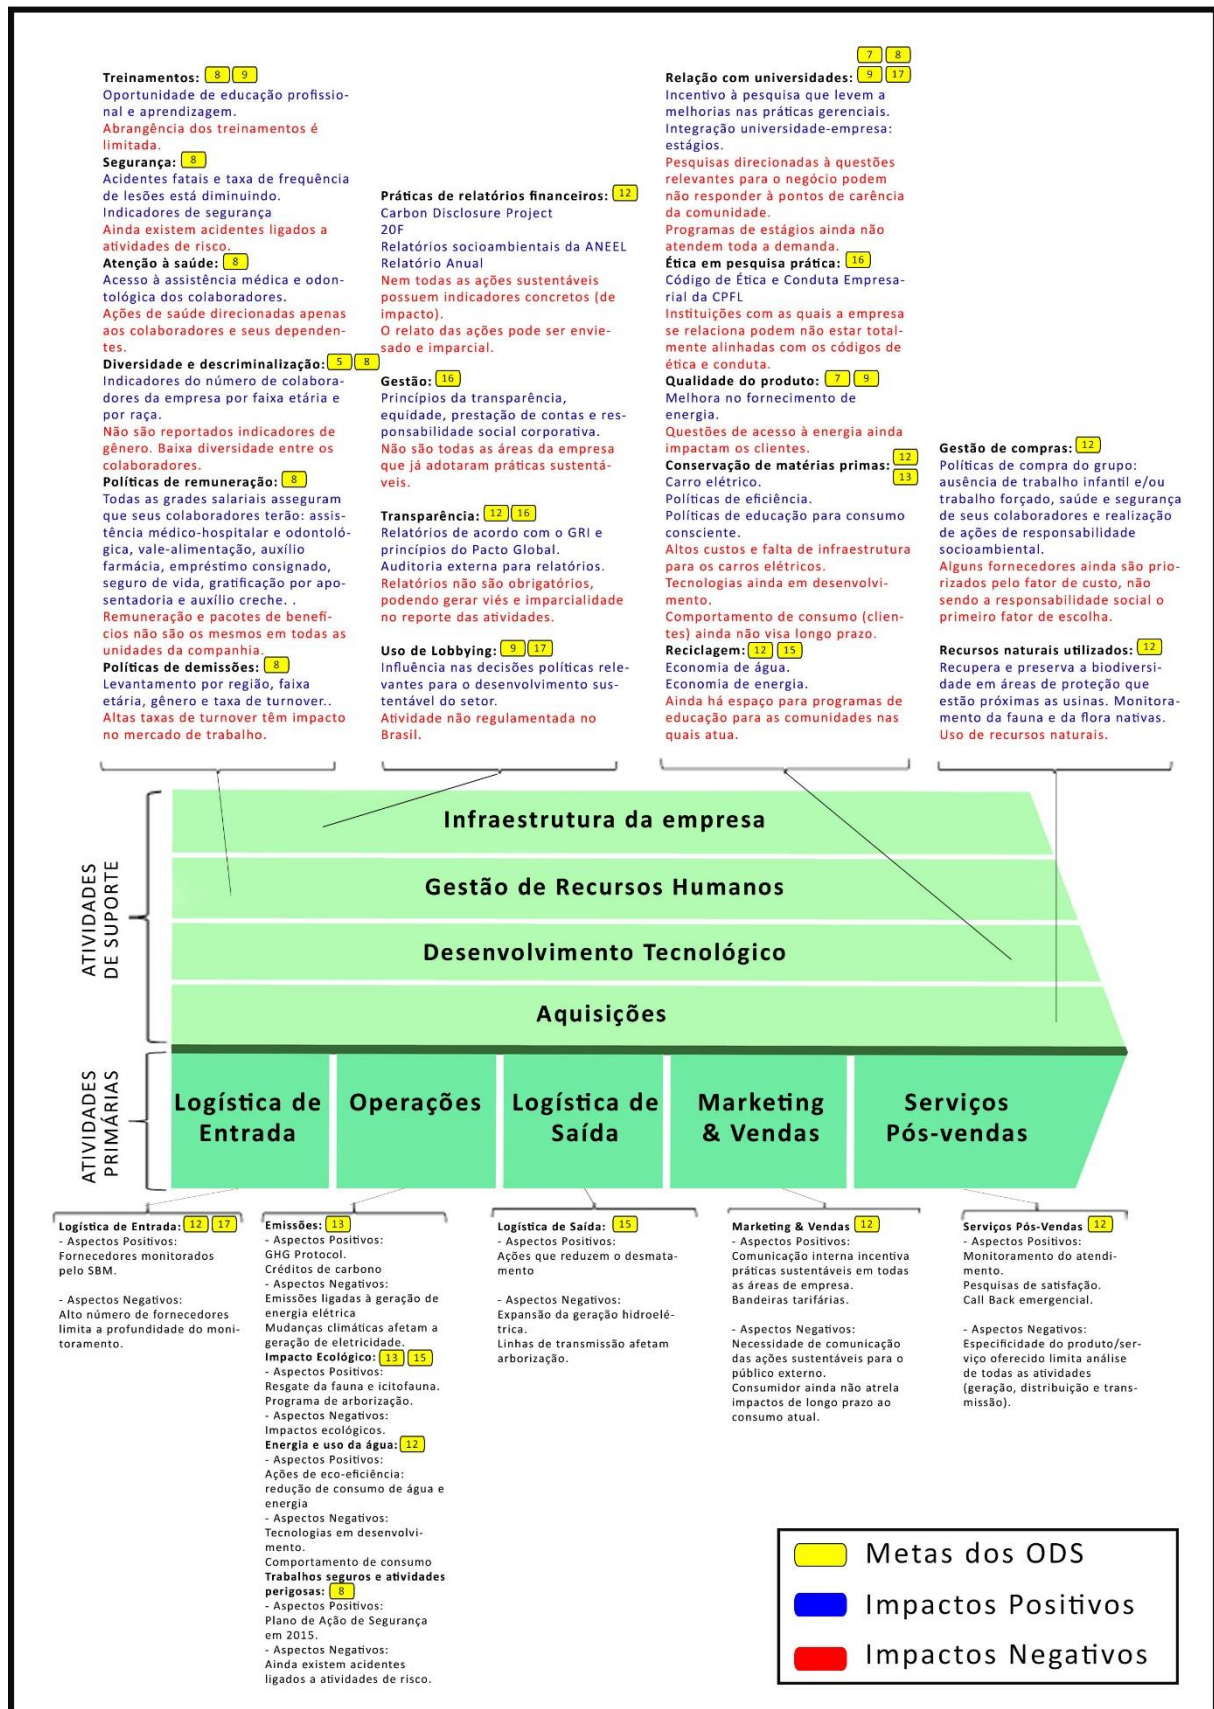 Treinamentos: 8 9
Oportunidade de educação profissio-
nal e aprendizagem.
Abrangência dos treinamentos é
limitada.
Segurança: 8
Acidentes fatais e taxa de frequência
de lesões está diminuindo.
Indicadores de segurança
Ainda existem acidentes ligados a
atividades de risco.
Atenção à saúde: 8
Acesso à assistência médica e odon-
tológica dos colaboradores.
Ações de saúde direcionadas apenas
aos colaboradores e seus dependen-
tes.
Diversidade e descriminalização: 5 8
Indicadores do número de colabora-
dores da empresa por faixa etária e
por raça.
Não são reportados indicadores de
gênero. Baixa diversidade entre os
colaboradores.
Políticas de remuneração: 8
Todas as grades salariais asseguram
que seus colaboradores terão: assis-
tência médico-hospitalar e odontoló-
gica, vale-alimentação, auxílio
farmácia, empréstimo consignado,
seguro de vida, gratificação por apo-
sentadoria e auxílio creche. .
Remuneração e pacotes de benefí-
cios não são os mesmos em todas as
unidades da companhia.
Políticas de demissões: 8
Levantamento por região, faixa
etária, gênero e taxa de turnover..
Altas taxas de turnover têm impacto
no mercado de trabalho.
Práticas de relatórios financeiros: 12
Carbon Disclosure Project
20F
Relatórios socioambientais da ANEEL
Relatório Anual
Nem todas as ações sustentáveis
possuem indicadores concretos (de
impacto).
O relato das ações pode ser envie-
sado e imparcial.
Gestão: 16
Princípios da transparência,
equidade, prestação de contas e res-
ponsabilidade social corporativa.
Não são todas as áreas da empresa
que já adotaram práticas sustentá-
veis.
Transparência: 12 16
Relatórios de acordo com o GRI e
princípios do Pacto Global.
Auditoria externa para relatórios.
Relatórios não são obrigatórios,
podendo gerar viés e imparcialidade
no reporte das atividades.
Uso de Lobbying: 9 17
Influência nas decisões políticas rele-
vantes para o desenvolvimento sus-
tentável do setor.
Atividade não regulamentada no
Brasil.
7 8
Relação com universidades: 9 17
Incentivo à pesquisa que levem a
melhorias nas práticas gerenciais.
Integração universidade-empresa:
estágios.
Pesquisas direcionadas à questões
relevantes para o negócio podem
não responder à pontos de carência
da comunidade.
Programas de estágios ainda não
atendem toda a demanda.
Ética em pesquisa prática: 16
Código de Ética e Conduta Empresa-
rial da CPFL
Instituições com as quais a empresa
se relaciona podem não estar total-
mente alinhadas com os códigos de
ética e conduta.
Qualidade do produto: 7 9
Melhora no fornecimento de
energia.
Questões de acesso à energia ainda
impactam os clientes.
Conservação de matérias primas: 12
13
Carro elétrico.
Políticas de eficiência.
Políticas de educação para consumo
consciente.
Altos custos e falta de infraestrutura
para os carros elétricos.
Tecnologias ainda em desenvolvi-
mento.
Comportamento de consumo (clien-
tes) ainda não visa longo prazo.
Reciclagem: 12 15
Economia de água.
Economia de energia.
Ainda há espaço para programas de
educação para as comunidades nas
quais atua.
Gestão de compras: 12
Políticas de compra do grupo:
ausência de trabalho infantil e/ou
trabalho forçado, saúde e segurança
de seus colaboradores e realização
de ações de responsabilidade
socioambiental.
Alguns fornecedores ainda são prio-
rizados pelo fator de custo, não
sendo a responsabilidade social o
primeiro fator de escolha.
Recursos naturais utilizados: 12
Recupera e preserva a biodiversi-
dade em áreas de proteção que
estão próximas as usinas. Monitora-
mento da fauna e da flora nativas.
Uso de recursos naturais.
ATIVIDADES
DE SUPORTE
Infraestrutura da empresa
Gestão de Recursos Humanos
Desenvolvimento Tecnológico
Aquisições
ATIVIDADES
PRIMÁRIAS
Logística de
Entrada
Operações
Logística de
Saída
Marketing
& Vendas
Serviços
Pós-vendas
Logística de Entrada: 12 17
- Aspectos Positivos:
Fornecedores monitorados
pelo SBM.
- Aspectos Negativos:
Alto número de fornecedores
limita a profundidade do moni-
toramento.
Emissões: 13
- Aspectos Positivos:
GHG Protocol.
Créditos de carbono
- Aspectos Negativos:
Emissões ligadas à geração de
energia elétrica
Mudanças climáticas afetam a
geração de eletricidade.
Impacto Ecológico: 13 15
- Aspectos Positivos:
Resgate da fauna e icitofauna.
Programa de arborização.
- Aspectos Negativos:
Impactos ecológicos.
Energia e uso da água: 12
- Aspectos Positivos:
Ações de eco-eficiência:
redução de consumo de água e
energia
- Aspectos Negativos:
Tecnologias em desenvolvi-
mento.
Comportamento de consumo
Trabalhos seguros e atividades
perigosas: 8
- Aspectos Positivos:
Plano de Ação de Segurança
em 2015.
- Aspectos Negativos:
Ainda existem acidentes
ligados a atividades de risco.
Logística de Saída: 15
- Aspectos Positivos:
Ações que reduzem o desmata-
mento
- Aspectos Negativos:
Expansão da geração hidroelé-
trica.
Linhas de transmissão afetam
arborização.
Marketing & Vendas 12
- Aspectos Positivos:
Comunicação interna incentiva
práticas sustentáveis em todas
as áreas de empresa.
Bandeiras tarifárias.
- Aspectos Negativos:
Necessidade de comunicação
das ações sustentáveis para o
público externo.
Consumidor ainda não atrela
impactos de longo prazo ao
consumo atual.
Serviços Pós-Vendas 12
- Aspectos Positivos:
Monitoramento do atendi-
mento.
Pesquisas de satisfação.
Call Back emergencial.
- Aspectos Negativos:
Especificidade do produto/ser-
viço oferecido limita análise
de todas as atividades
(geração, distribuição e trans-
missão).
Metas dos ODS
Impactos Positivos
Impactos Negativos